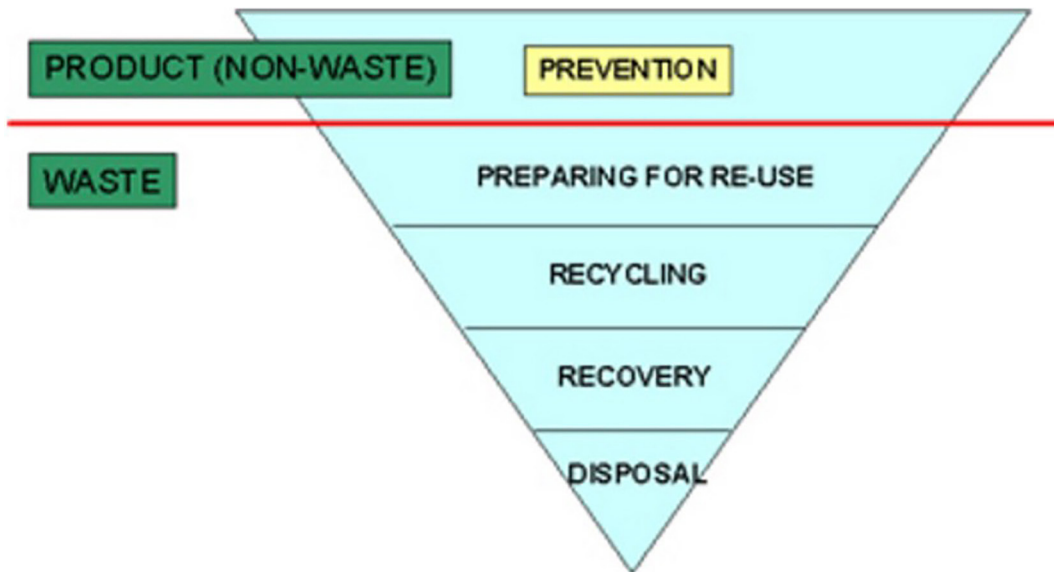 PRODUCT (NON-WASTE)
PREVENTION
WASTE
PREPARING FOR RE-USE
RECYCLING
RECOVERY
DISPOSAL